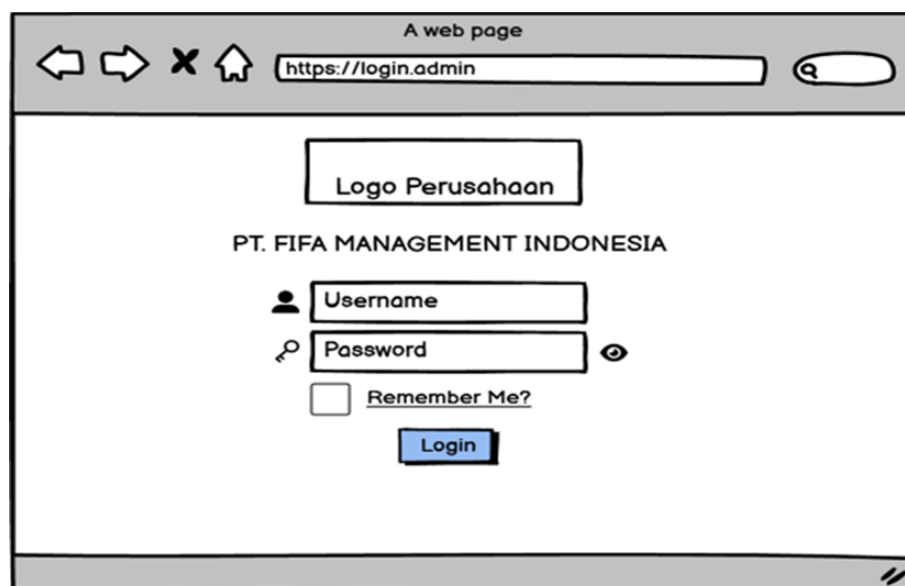 A web page
https://login.admin
Logo Perusahaan
PT. FIFA MANAGEMENT INDONESIA
Username
Password
Remember Me?
Login